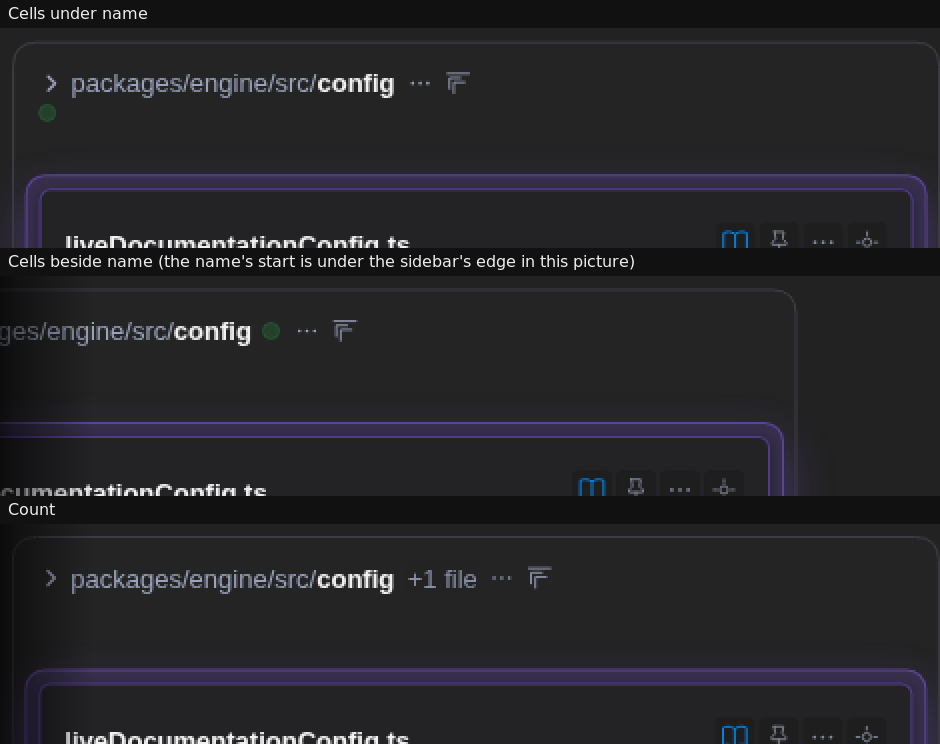 Cells under name
packages/engine/src/config ...
liveDocumentationConfig.ts ...
Cells beside name (the name's start is under the sidebar's edge in this picture)
ges/engine/src/config ...
cumentationConfig.ts ...
Count
packages/engine/src/config +1 file ...
liveDocumentationConfig.ts ...